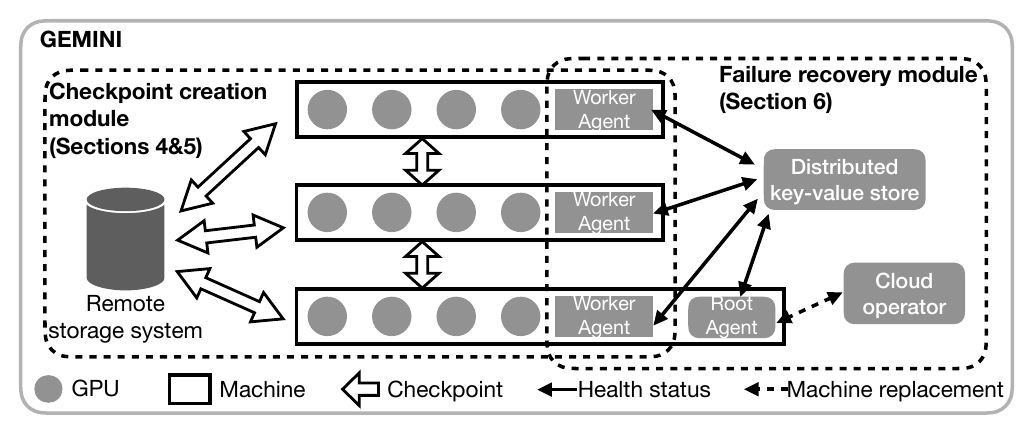 GEMINI
Checkpoint creation
module
(Sections 4&5)
Failure recovery module
(Section 6)
Worker
Agent
Distributed
key-value store
Worker
Agent
Remote
storage system
Worker
Agent
Root
Agent
Cloud
operator
GPU
Machine
Checkpoint
Health status
Machine replacement